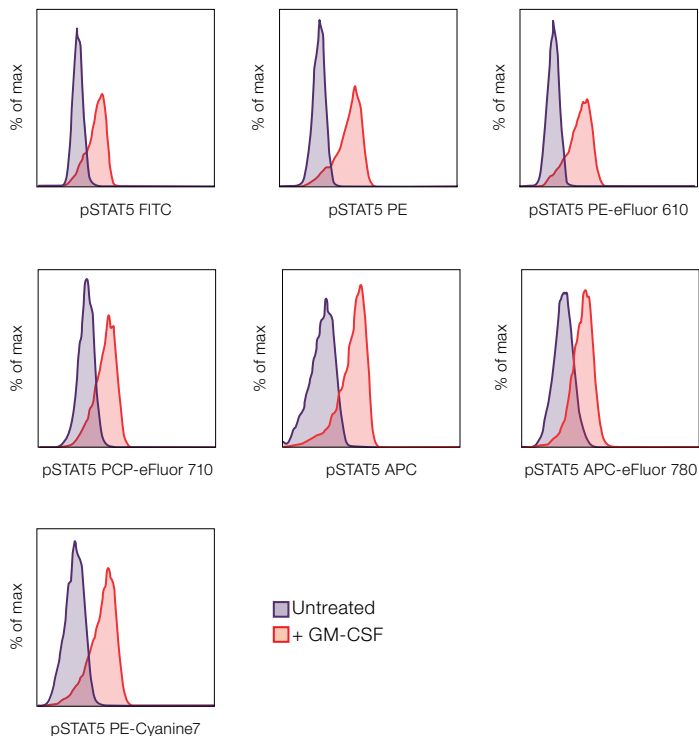 % of max
pSTAT5 FITC
% of max
pSTAT5 PE
% of max
pSTAT5 PE-eFluor 610
% of max
pSTAT5 PCP-eFluor 710
% of max
pSTAT5 APC
% of max
pSTAT5 APC-eFluor 780
% of max
pSTAT5 PE-Cyanine7
Untreated
+ GM-CSF